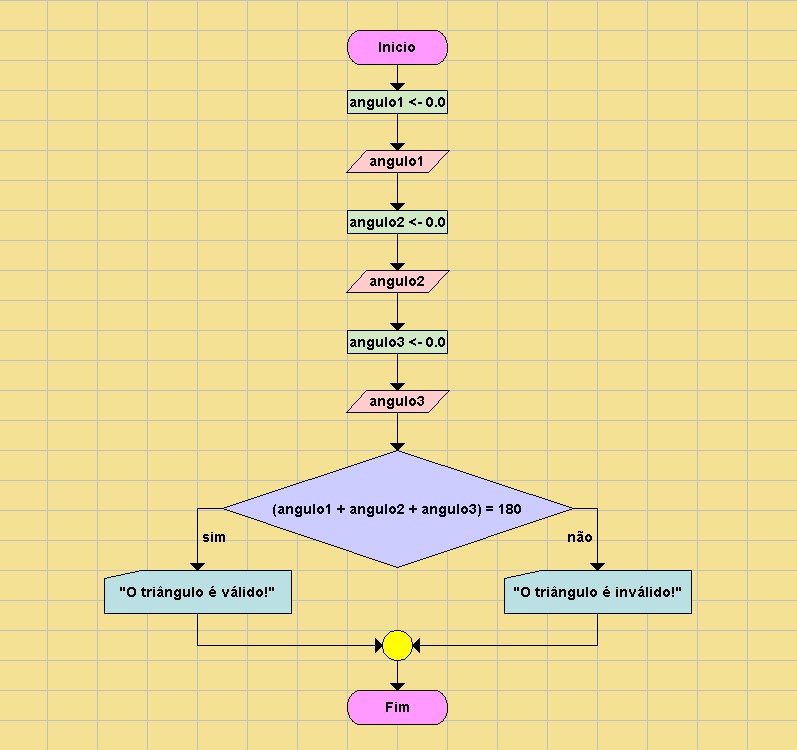 Inicio
angulo1 <- 0.0
angulo1
angulo2 <- 0.0
angulo2
angulo3 <- 0.0
angulo3
(angulo1 + angulo2 + angulo3) = 180
sim
não
"O triângulo é válido!"
"O triângulo é inválido!"
Fim